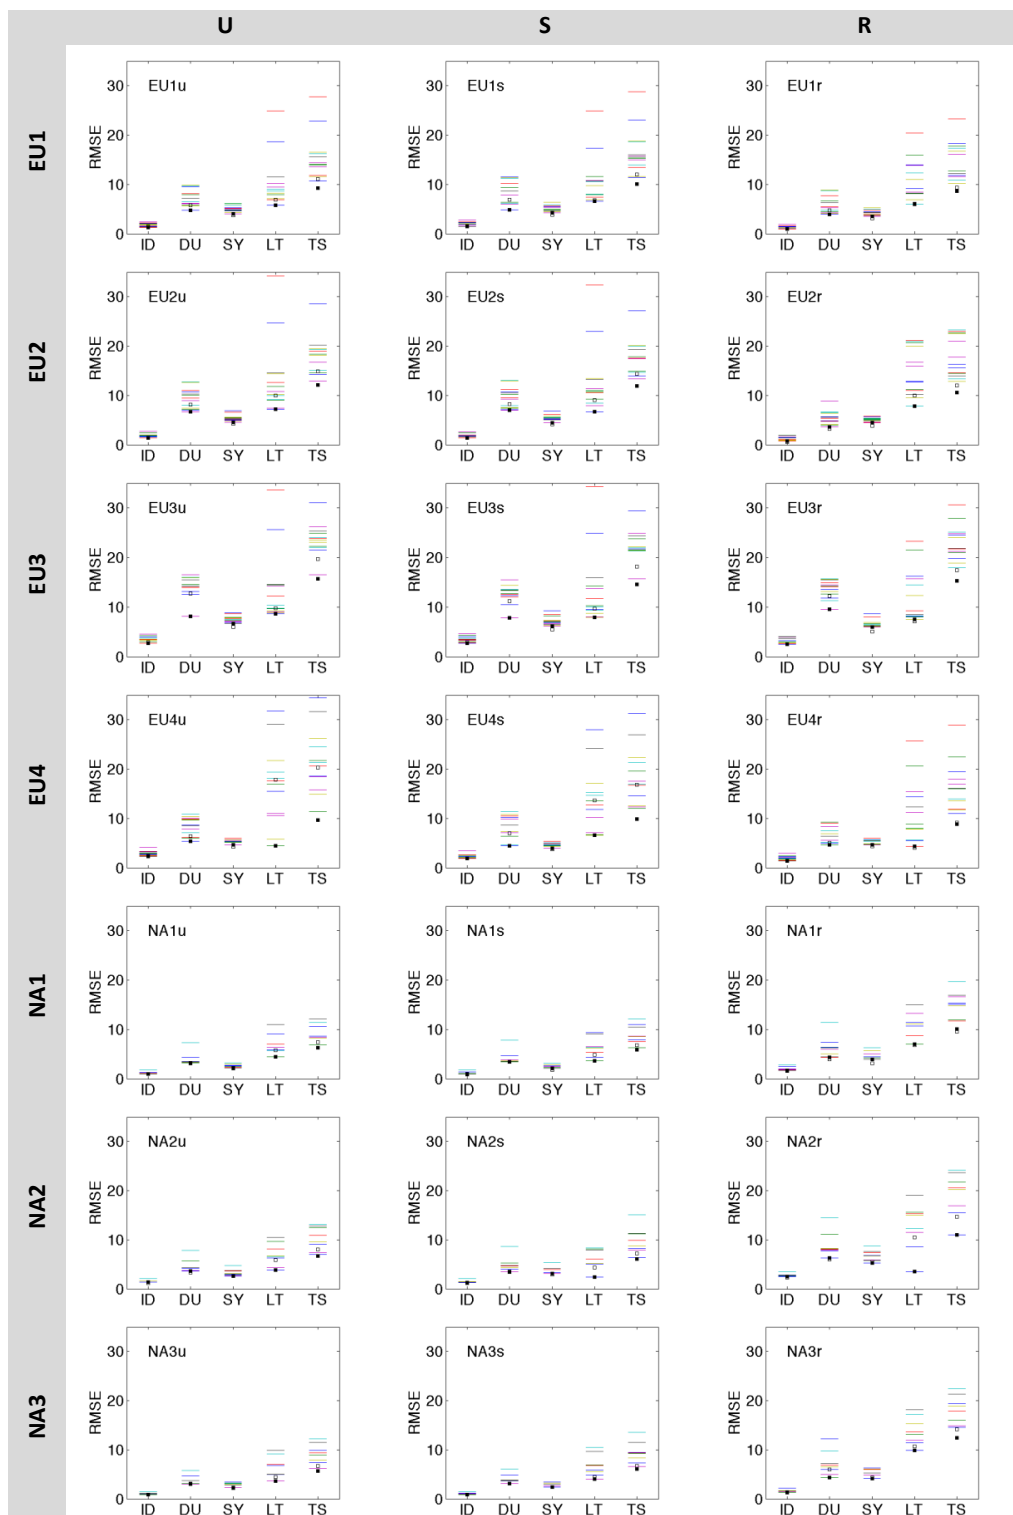 U S R
EU1
EU1u EU1s EU1r
RMSE RMSE RMSE
30 30 30
20 20 20
10 10 10
0 0 0
ID DU SY LT TS ID DU SY LT TS ID DU SY LT TS
EU2
EU2u EU2s EU2r
RMSE RMSE RMSE
30 30 30
20 20 20
10 10 10
0 0 0
ID DU SY LT TS ID DU SY LT TS ID DU SY LT TS
EU3
EU3u EU3s EU3r
RMSE RMSE RMSE
30 30 30
20 20 20
10 10 10
0 0 0
ID DU SY LT TS ID DU SY LT TS ID DU SY LT TS
EU4
EU4u EU4s EU4r
RMSE RMSE RMSE
30 30 30
20 20 20
10 10 10
0 0 0
ID DU SY LT TS ID DU SY LT TS ID DU SY LT TS
NA1
NA1u NA1s NA1r
RMSE RMSE RMSE
30 30 30
20 20 20
10 10 10
0 0 0
ID DU SY LT TS ID DU SY LT TS ID DU SY LT TS
NA2
NA2u NA2s NA2r
RMSE RMSE RMSE
30 30 30
20 20 20
10 10 10
0 0 0
ID DU SY LT TS ID DU SY LT TS ID DU SY LT TS
NA3
NA3u NA3s NA3r
RMSE RMSE RMSE
30 30 30
20 20 20
10 10 10
0 0 0
ID DU SY LT TS ID DU SY LT TS ID DU SY LT TS